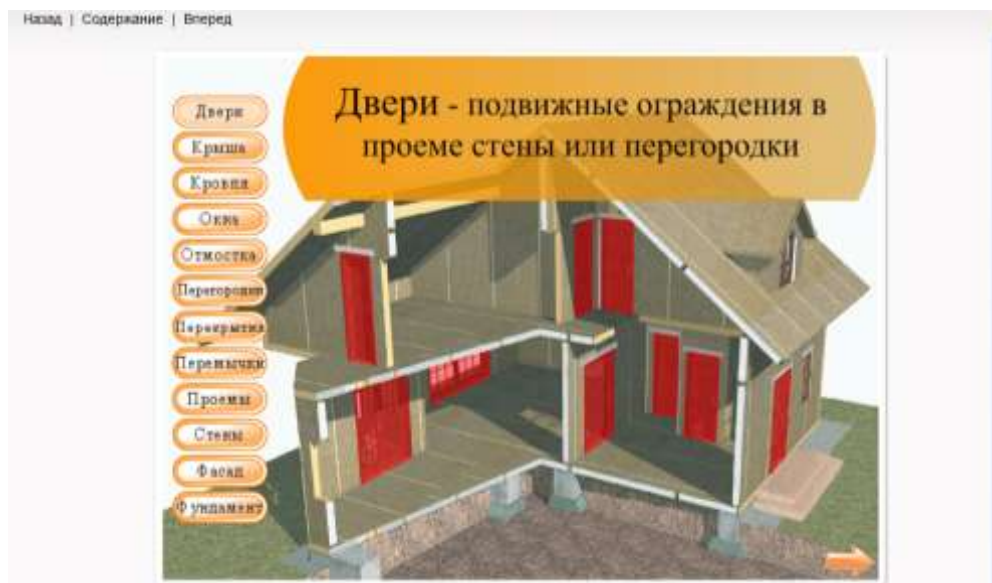 Назад | Содержание | Вперед
Двери - подвижные ограждения в
проеме стены или перегородки
Двери
Крыша
Кровля
Окна
Отмостка
Перегородки
Перекрытия
Перемычки
Проемы
Стены
Фасад
Фундамент